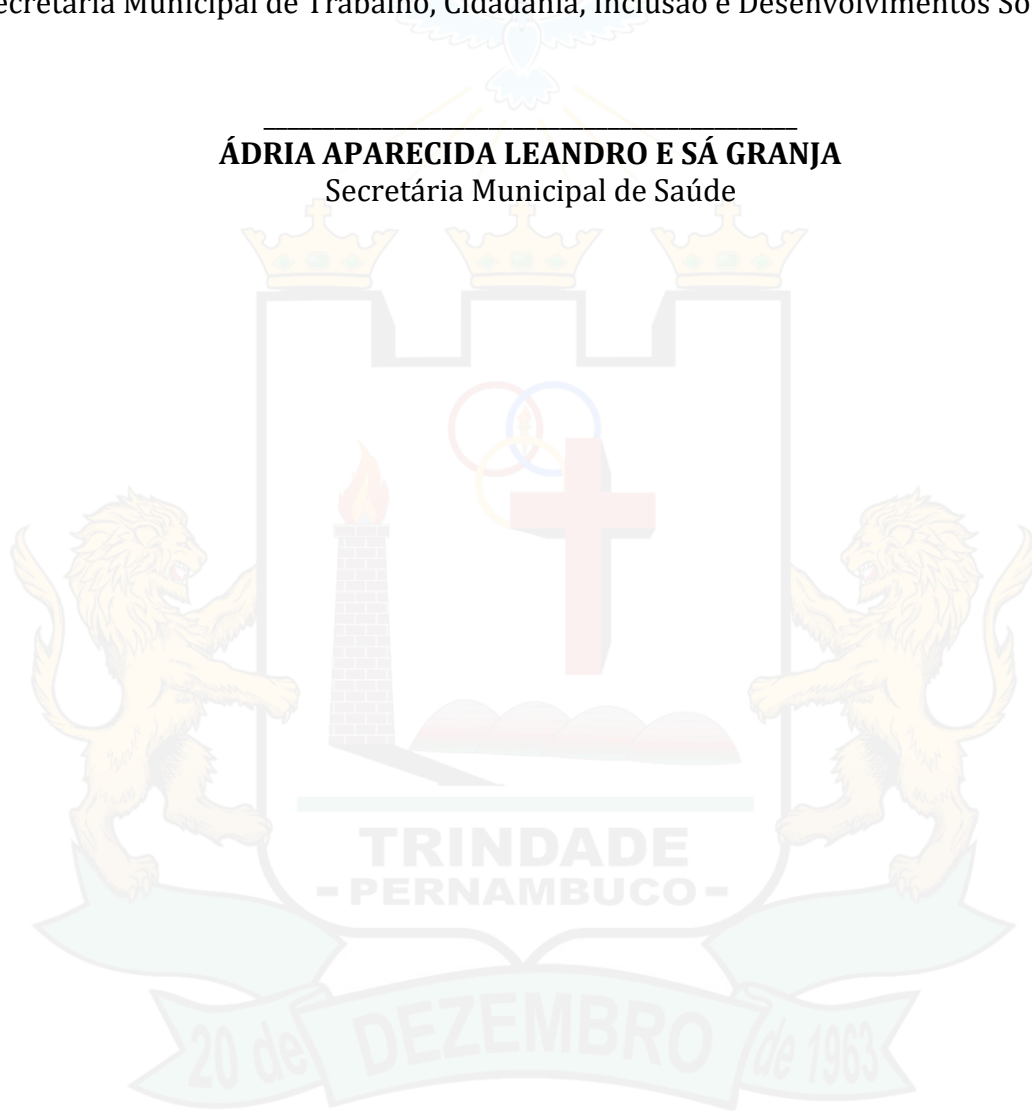 ecretária Municipal de Trabalho, Cidadania, Inclusão e Desenvolvimentos So
ÁDRIA APARECIDA LEANDRO E SÁ GRANJA
Secretária Municipal de Saúde
TRINDADE
- PERNAMBUCO -
20 de DEZEMBRO de 1963